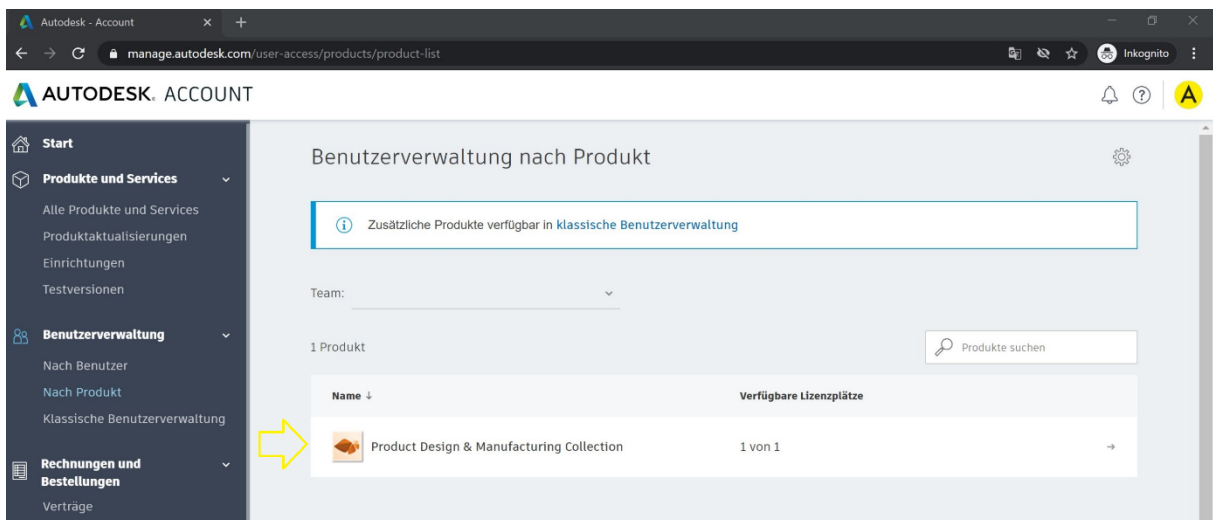 Autodesk - Account
manage.autodesk.com/user-access/products/product-list
Inkognito
AUTODESK. ACCOUNT
A
Start
Produkte und Services
Alle Produkte und Services
Produktaktualisierungen
Einrichtungen
Testversionen
Benutzerverwaltung
Nach Benutzer
Nach Produkt
Klassische Benutzerverwaltung
Rechnungen und
Bestellungen
Verträge
Benutzerverwaltung nach Produkt
Zusätzliche Produkte verfügbar in klassische Benutzerverwaltung
Team:
1 Produkt
Produkte suchen
Name ↓ Verfügbare Lizenzplätze
Product Design & Manufacturing Collection 1 von 1